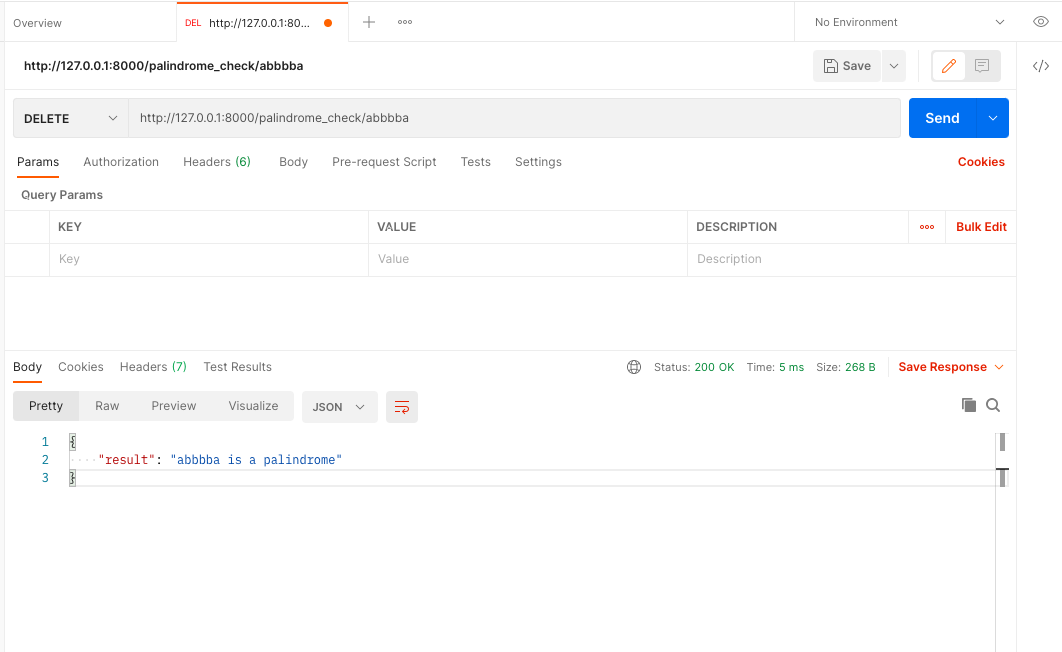 Overview
DEL http://127.0.0.1:80...
No Environment
http://127.0.0.1:8000/palindrome_check/abbbba
Save
DELETE
http://127.0.0.1:8000/palindrome_check/abbbba
Send
Params Authorization Headers (6) Body Pre-request Script Tests Settings Cookies
Query Params
KEY VALUE DESCRIPTION Bulk Edit
Key Value Description
Body Cookies Headers (7) Test Results Status: 200 OK Time: 5 ms Size: 268 B Save Response
Pretty Raw Preview Visualize JSON
1 {
2 "result": "abbbba is a palindrome"
3 }